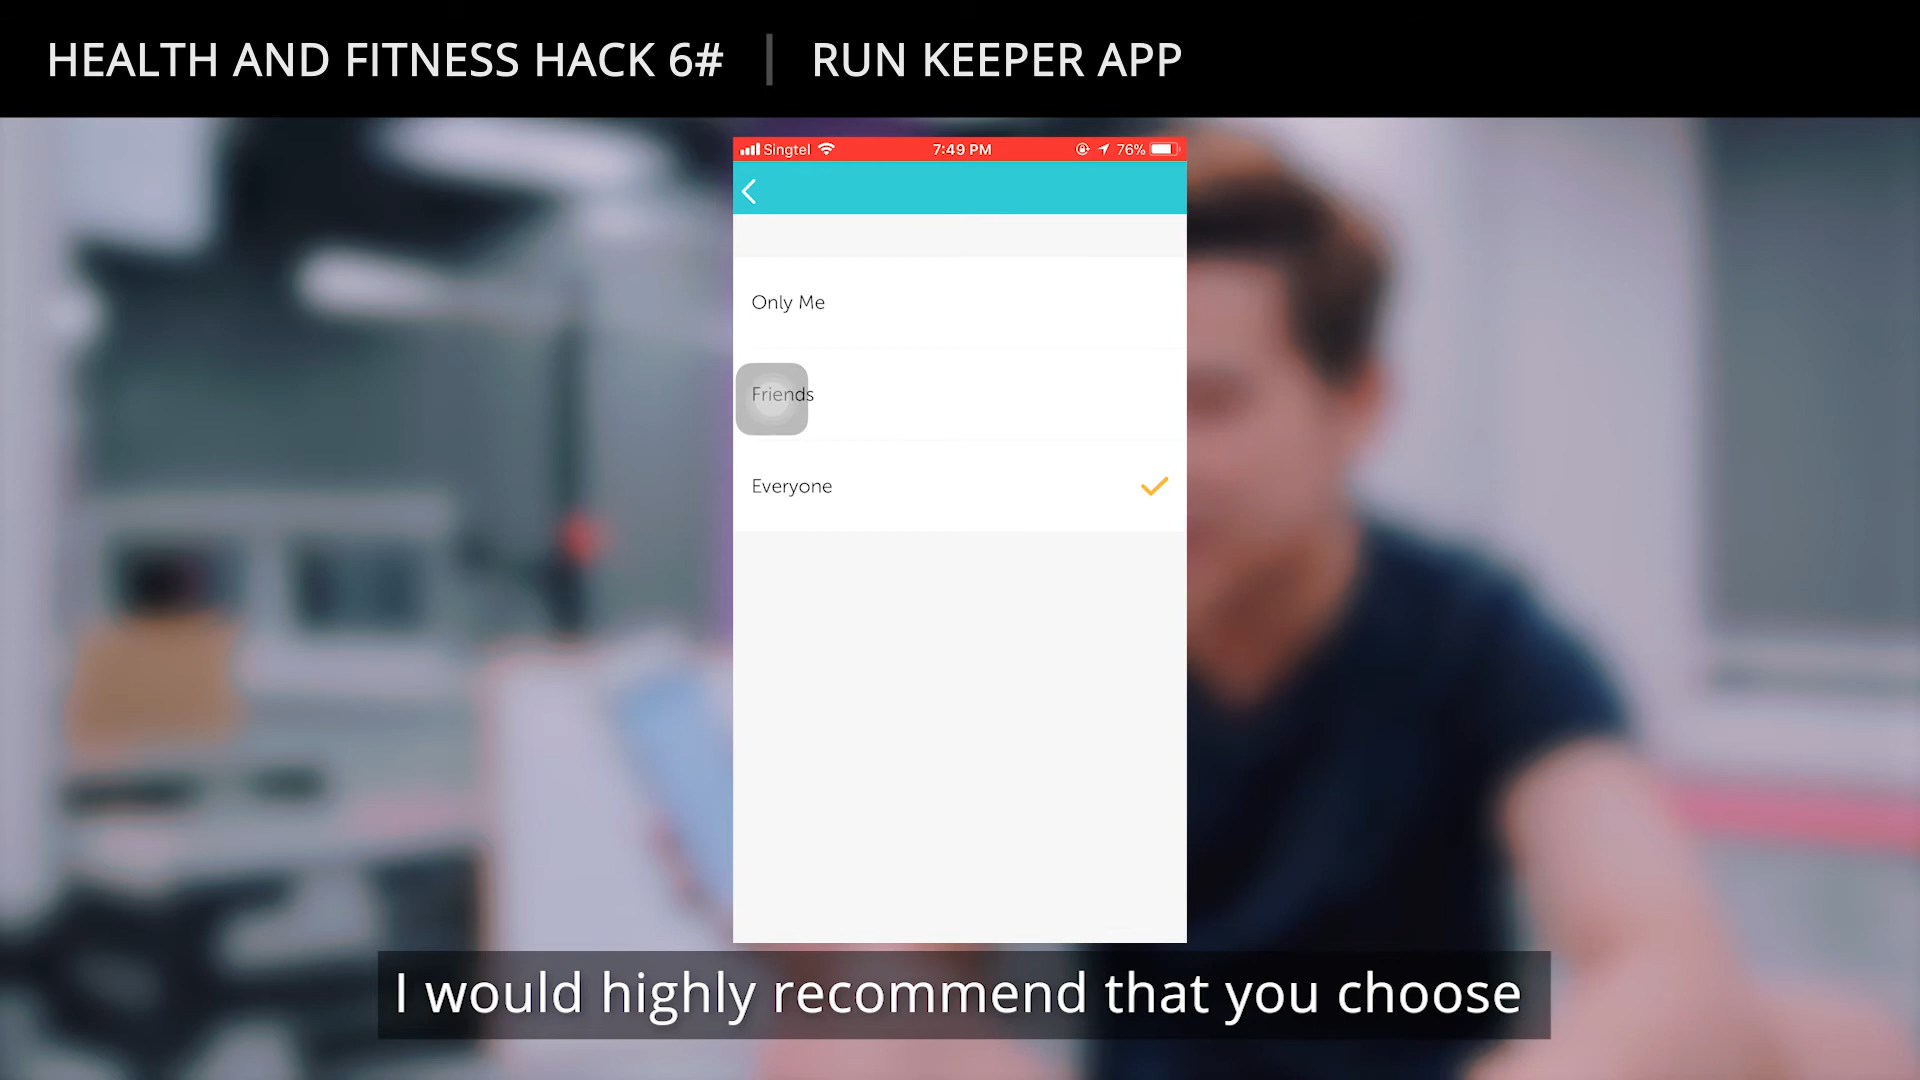 HEALTH AND FITNESS HACK 6# | RUN KEEPER APP
Singtel 7:49 PM 76%
Only Me
Friends
Everyone
I would highly recommend that you choose